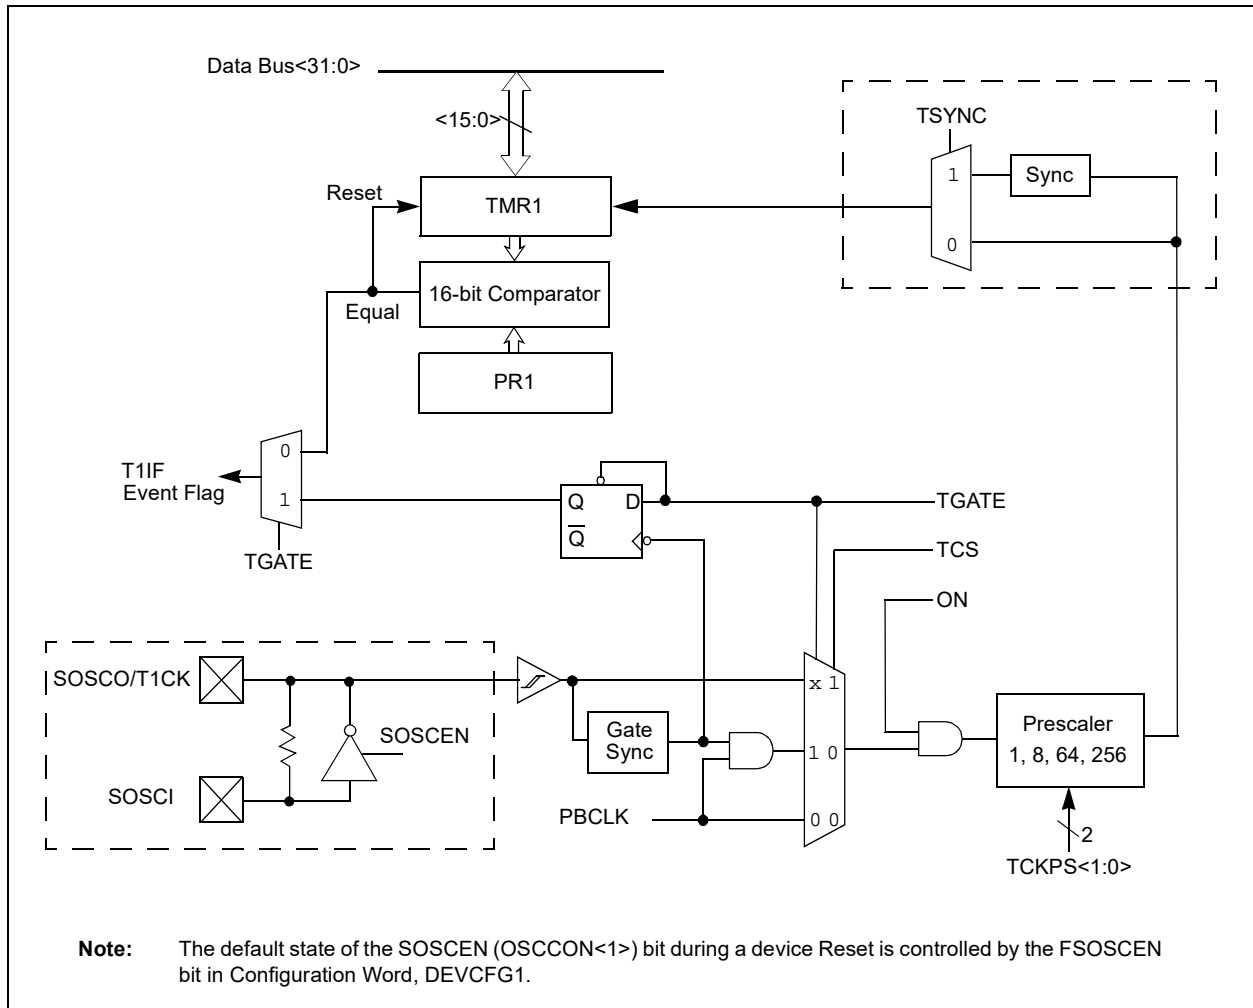 Data Bus<31:0>
<15:0>
TSYNC
1
Sync
Reset
TMR1
0
16-bit Comparator
Equal
PR1
0
T1IF
Event Flag
1
Q D
Q
TGATE
TGATE
TCS
ON
SOSCO/T1CK
x 1
SOSCEN
Gate
Sync
1 0
Prescaler
1, 8, 64, 256
SOSCI
PBCLK
0 0
2
TCKPS<1:0>
Note: The default state of the SOSCEN (OSCCON<1>) bit during a device Reset is controlled by the FSOSCEN
bit in Configuration Word, DEVCFG1.